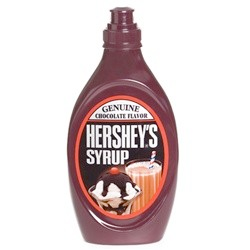 GENUINE
CHOCOLATE FLAVOR
HERSHEY'S
SYRUP